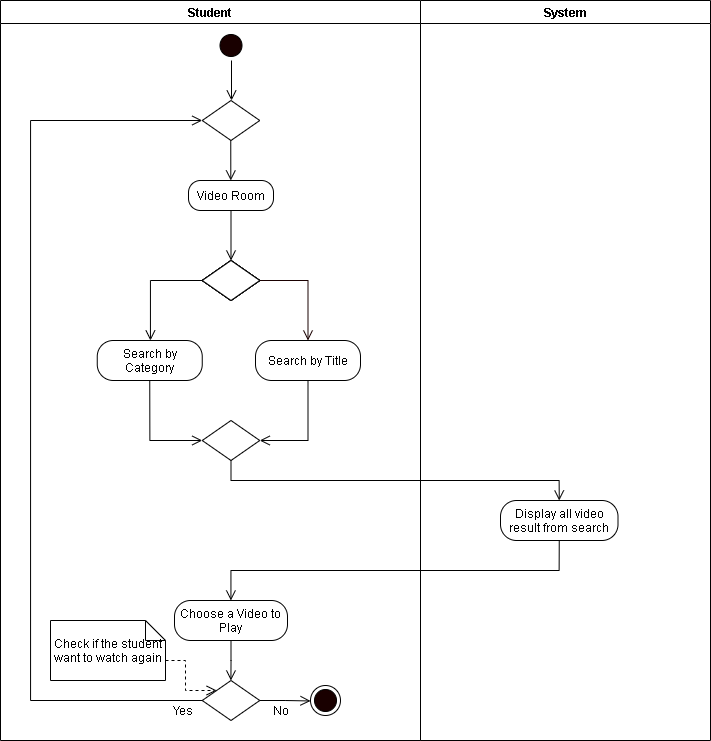 Student
System
Video Room
Search by
Category
Search by Title
Display all video
result from search
Choose a Video to
Play
Check if the student
want to watch again
Yes
No